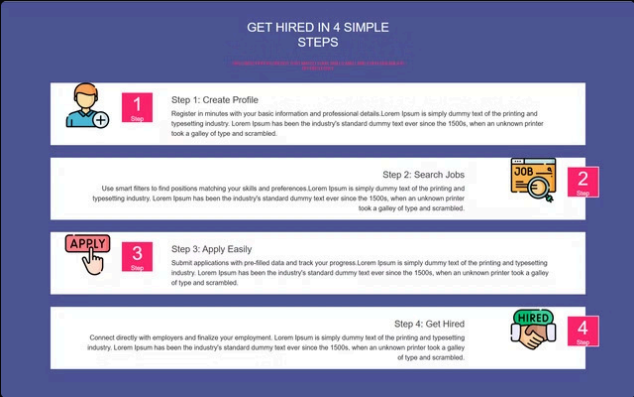 GET HIRED IN 4 SIMPLE
STEPS
1
Step
Step 1: Create Profile
Register in minutes with your basic information and professional details.Lorem Ipsum is simply dummy text of the printing and
typesetting industry. Lorem Ipsum has been the industry's standard dummy text ever since the 1500s, when an unknown printer
took a galley of type and scrambled.
Step 2: Search Jobs
Use smart filters to find positions matching your skills and preferences.Lorem Ipsum is simply dummy text of the printing and
typesetting industry. Lorem Ipsum has been the industry's standard dummy text ever since the 1500s, when an unknown printer
took a galley of type and scrambled.
JOB
2
Step
APPLY
3
Step
Step 3: Apply Easily
Submit applications with pre-filled data and track your progress.Lorem Ipsum is simply dummy text of the printing and typesetting
industry. Lorem Ipsum has been the industry's standard dummy text ever since the 1500s, when an unknown printer took a galley
of type and scrambled.
Step 4: Get Hired
Connect directly with employers and finalize your employment. Lorem Ipsum is simply dummy text of the printing and typesetting
industry. Lorem Ipsum has been the industry's standard dummy text ever since the 1500s, when an unknown printer took a galley
of type and scrambled.
HIRED
4
Step